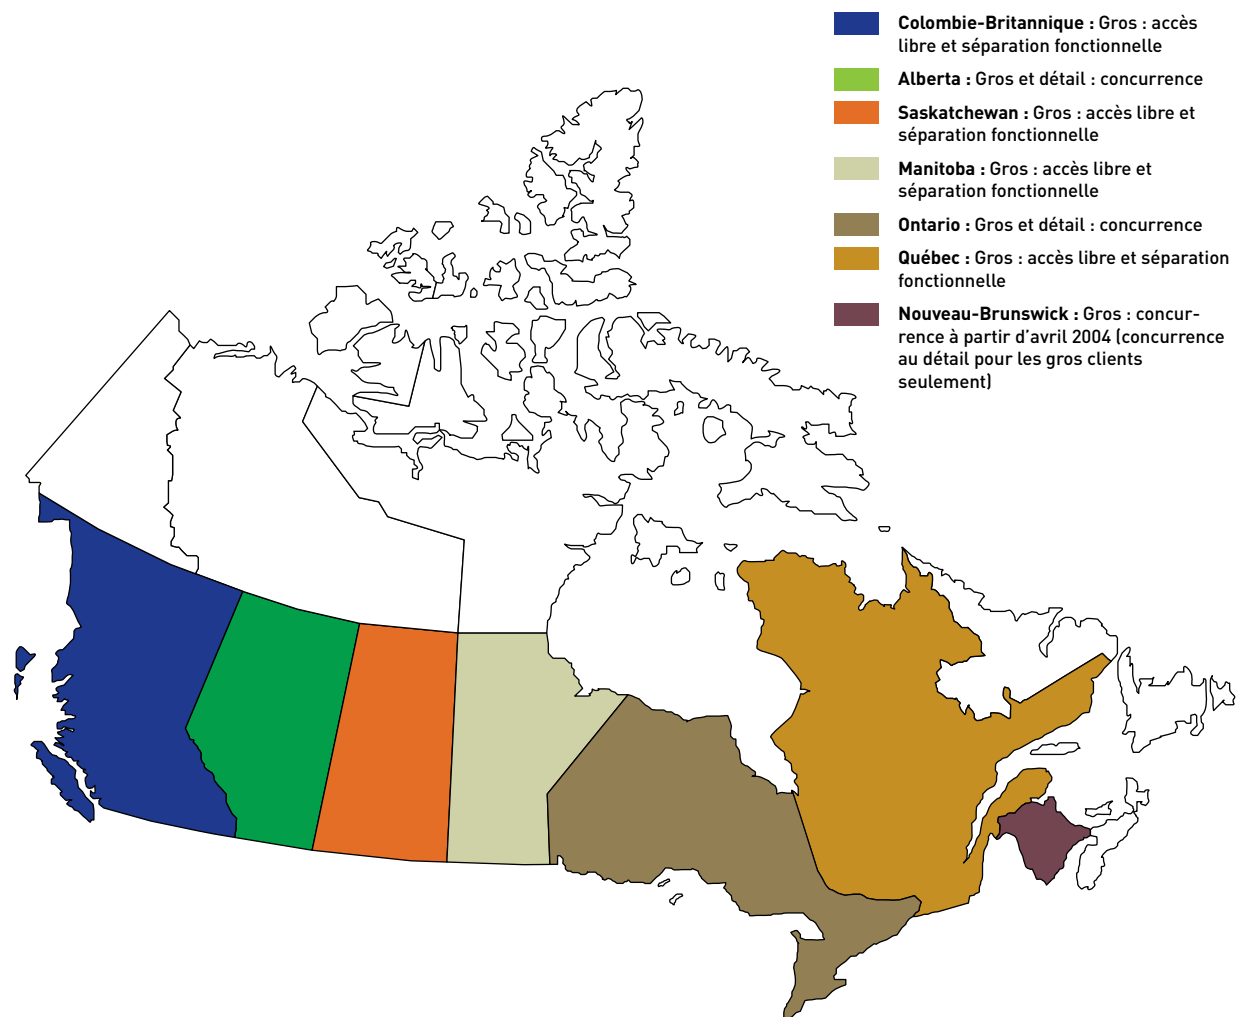 Colombie-Britannique : Gros : accès
libre et séparation fonctionnelle
Alberta : Gros et détail : concurrence
Saskatchewan : Gros : accès libre et
séparation fonctionnelle
Manitoba : Gros : accès libre et
séparation fonctionnelle
Ontario : Gros et détail : concurrence
Québec : Gros : accès libre et séparation
fonctionnelle
Nouveau-Brunswick : Gros : concur-
rence à partir d’avril 2004 (concurrence
au détail pour les gros clients
seulement)